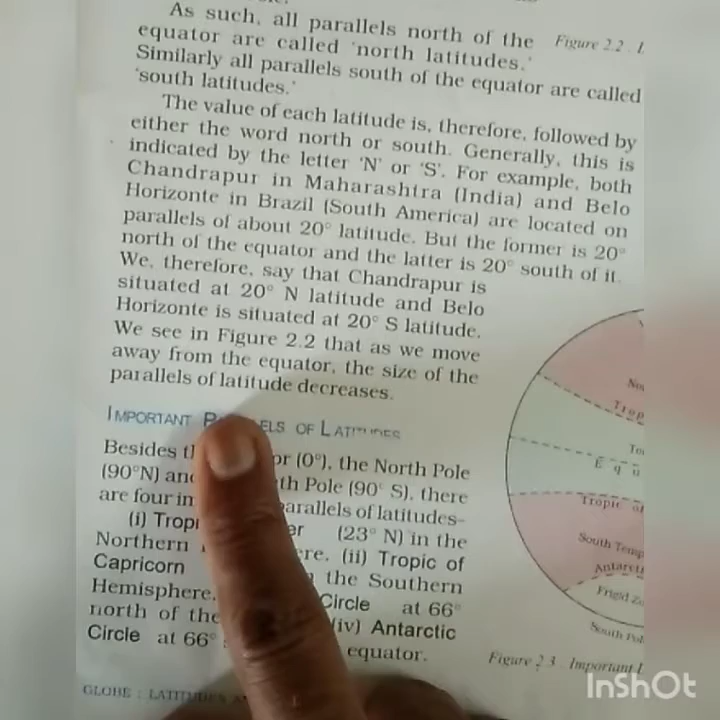 As such, all parallels north of the
equator are called 'north latitudes.'
Similarly all parallels south of the equator are called
'south latitudes.'
The value of each latitude is, therefore, followed by
either the word north or south. Generally, this is
indicated by the letter 'N' or 'S'. For example, both
Chandrapur in Maharashtra (India) and Belo
Horizonte in Brazil (South America) are located on
parallels of about 20° latitude. But the former is 20°
north of the equator and the latter is 20° south of it.
We, therefore, say that Chandrapur is
situated at 20° N latitude and Belo
Horizonte is situated at 20° S latitude.
We see in Figure 2.2 that as we move
away from the equator, the size of the
parallels of latitude decreases.
IMPORTANT OF
Besides (0°), the North Pole
(90°N) Pole (90° S), there
are four parallels of latitudes–
(i) (23° N) in the
Northern (ii) Tropic of
Capricorn the Southern
Hemisphere, Circle at 66°
north of the (iv) Antarctic
Circle at 66° equator.
GLOBE : LATITUDES
Figure 2.2
Equ
Tropic
South
South
Figure 2.3 Important
InShOt